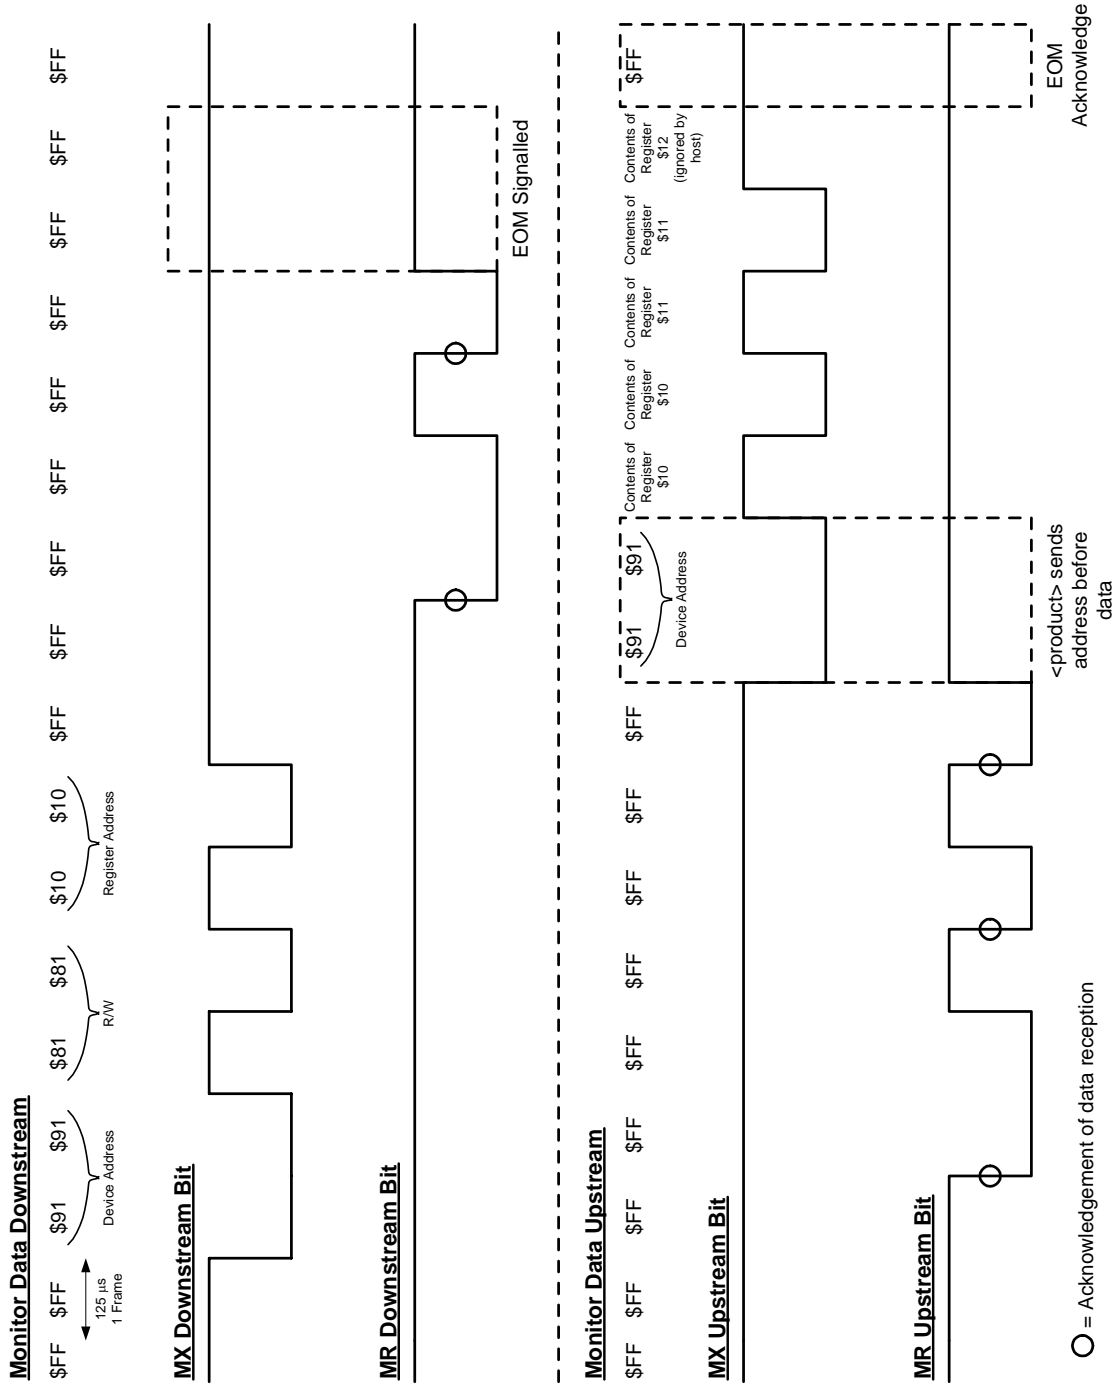 Monitor Data Downstream
$FF $FF $91 $91 $81 $81 $10 $10 $FF $FF $FF $FF $FF $FF $FF $FF $FF
125 µs
1 Frame
Device Address
R/W
Register Address
MX Downstream Bit
MR Downstream Bit
EOM Signalled
Monitor Data Upstream
$FF $FF $FF $FF $FF $FF $FF $FF $FF $91 $91
Device Address
Contents of
Register
$10
Contents of
Register
$10
Contents of
Register
$11
Contents of
Register
$11
Contents of
Register
$12
(ignored by
host)
$FF
MX Upstream Bit
MR Upstream Bit
<product> sends
address before
data
EOM
Acknowledge
= Acknowledgement of data reception